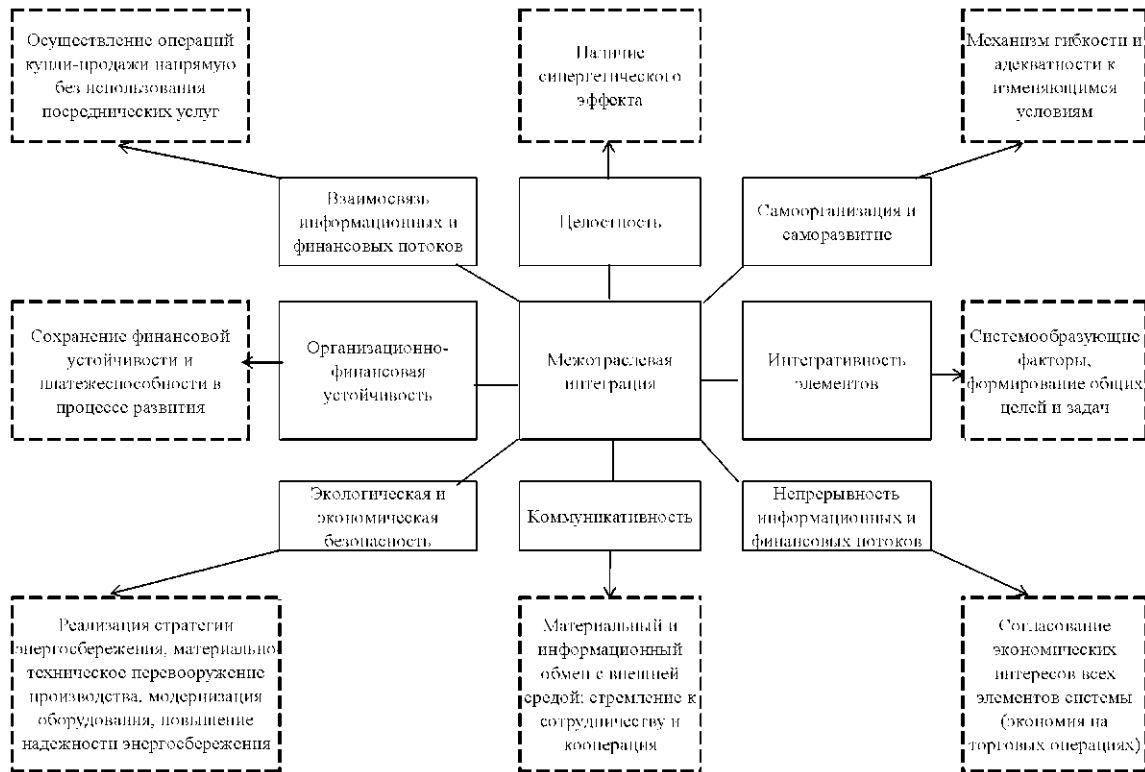 Осуществление операций
купли-продажи напрямую
без использования
посреднических услуг
Наличие
синергетического
эффекта
Механизм гибкости и
адекватности к
изменяющимся
условиям
Взаимосвязь
информационных и
финансовых потоков
Целостность
Самоорганизация и
саморазвитие
Сохранение финансовой
устойчивости и
платежеспособности в
процессе развития
Организационно-
финансовая
устойчивость
Межотраслевая
интеграция
Интегративность
элементов
Системообразующие
факторы,
формирование общих
целей и задач
Экологическая и
экономическая
безопасность
Коммуникативность
Непрерывность
информационных и
финансовых потоков
Реализация стратегии
энергосбережения, материально
техническое перевооружение
производства, модернизация
оборудования, повышение
надежности энергосбережения
Материальный и
информационный
обмен с внешней
средой: стремление к
сотрудничеству и
кооперация
Согласование
экономических
интересов всех
элементов системы
(экономия на
торговых операциях)